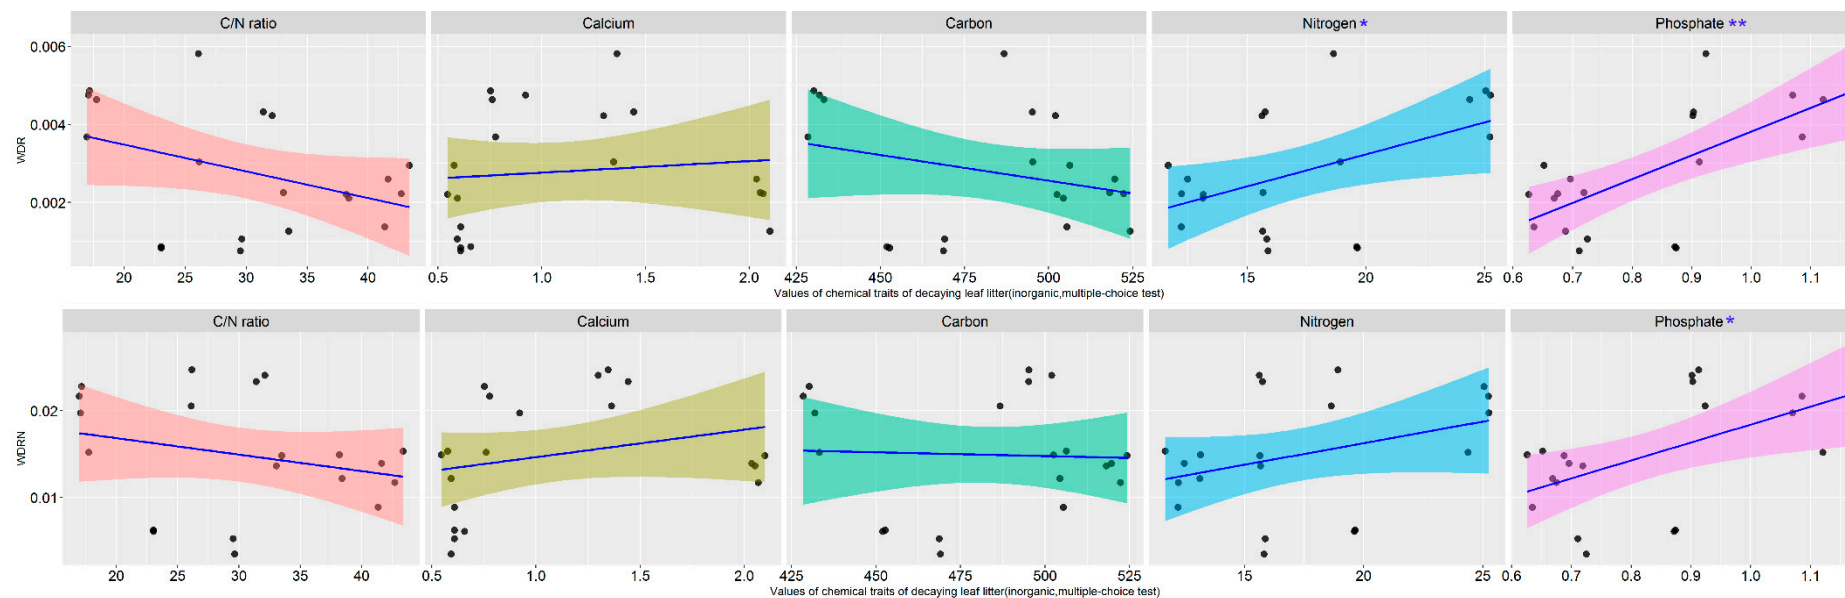 C/N ratio Calcium Carbon Nitrogen * Phosphate **
0.006
0.004
0.002
WDR
20 25 30 35 40 0.5 1.0 1.5 2.0 425 450 475 500 525 15 20 25 0.6 0.7 0.8 0.9 1.0 1.1
Values of chemical traits of decaying leaf litter(inorganic,multiple-choice test)
C/N ratio Calcium Carbon Nitrogen Phosphate *
0.02
0.01
WDRN
20 25 30 35 40 0.5 1.0 1.5 2.0 425 450 475 500 525 15 20 25 0.6 0.7 0.8 0.9 1.0 1.1
Values of chemical traits of decaying leaf litter(inorganic,multiple-choice test)